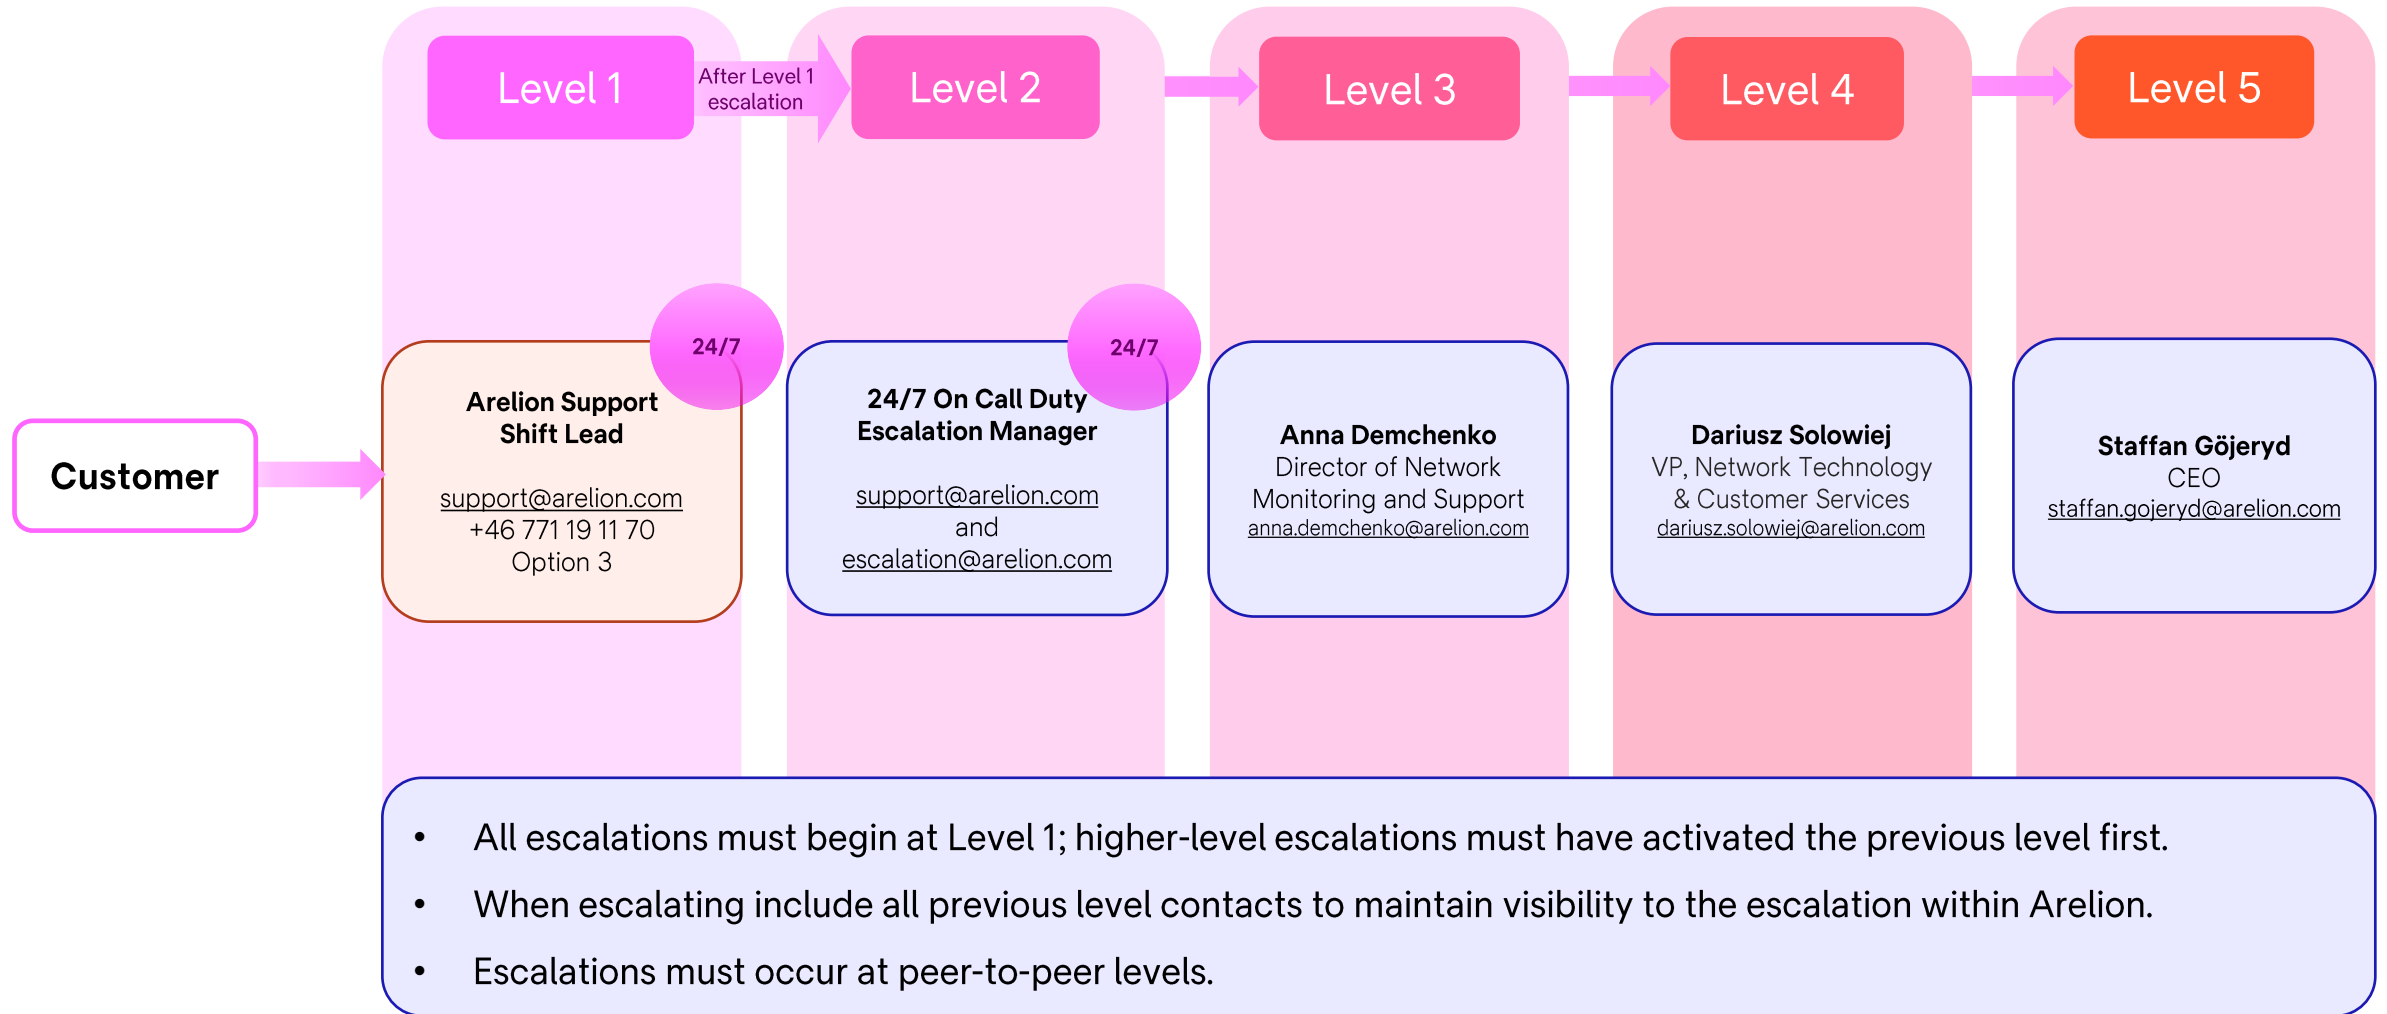 Level 1
After Level 1
escalation
Level 2
Level 3
Level 4
Level 5
Customer
24/7
Arelion Support
Shift Lead
support@arelion.com
+46 771 19 11 70
Option 3
24/7
24/7 On Call Duty
Escalation Manager
support@arelion.com
and
escalation@arelion.com
Anna Demchenko
Director of Network
Monitoring and Support
anna.demchenko@arelion.com
Dariusz Solowiej
VP, Network Technology
& Customer Services
dariusz.solowiej@arelion.com
Staffan Göjeryd
CEO
staffan.gojeryd@arelion.com
• All escalations must begin at Level 1; higher-level escalations must have activated the previous level first.
• When escalating include all previous level contacts to maintain visibility to the escalation within Arelion.
• Escalations must occur at peer-to-peer levels.